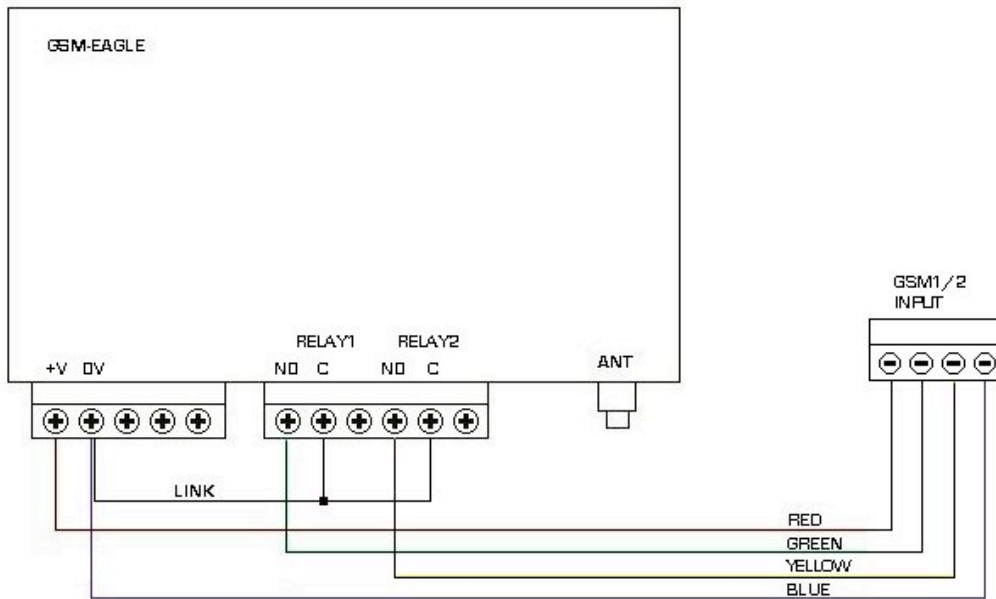 GSM-EAGLE
GSM1/2
INPUT
RELAY1 RELAY2
+V 0V NO C NO C ANT
LINK
RED
GREEN
YELLOW
BLUE